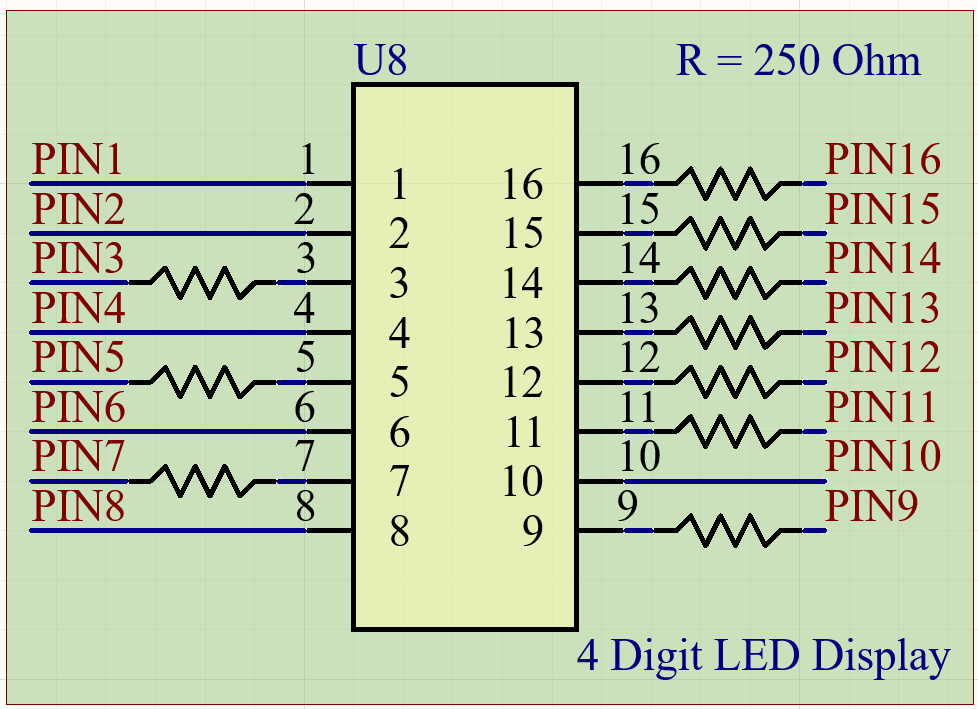 U8 R = 250 Ohm
PIN1 1 1 16 16 PIN16
PIN2 2 2 15 15 PIN15
PIN3 3 3 14 14 PIN14
PIN4 4 4 13 13 PIN13
PIN5 5 5 12 12 PIN12
PIN6 6 6 11 11 PIN11
PIN7 7 7 10 10 PIN10
PIN8 8 8 9 9 PIN9
4 Digit LED Display